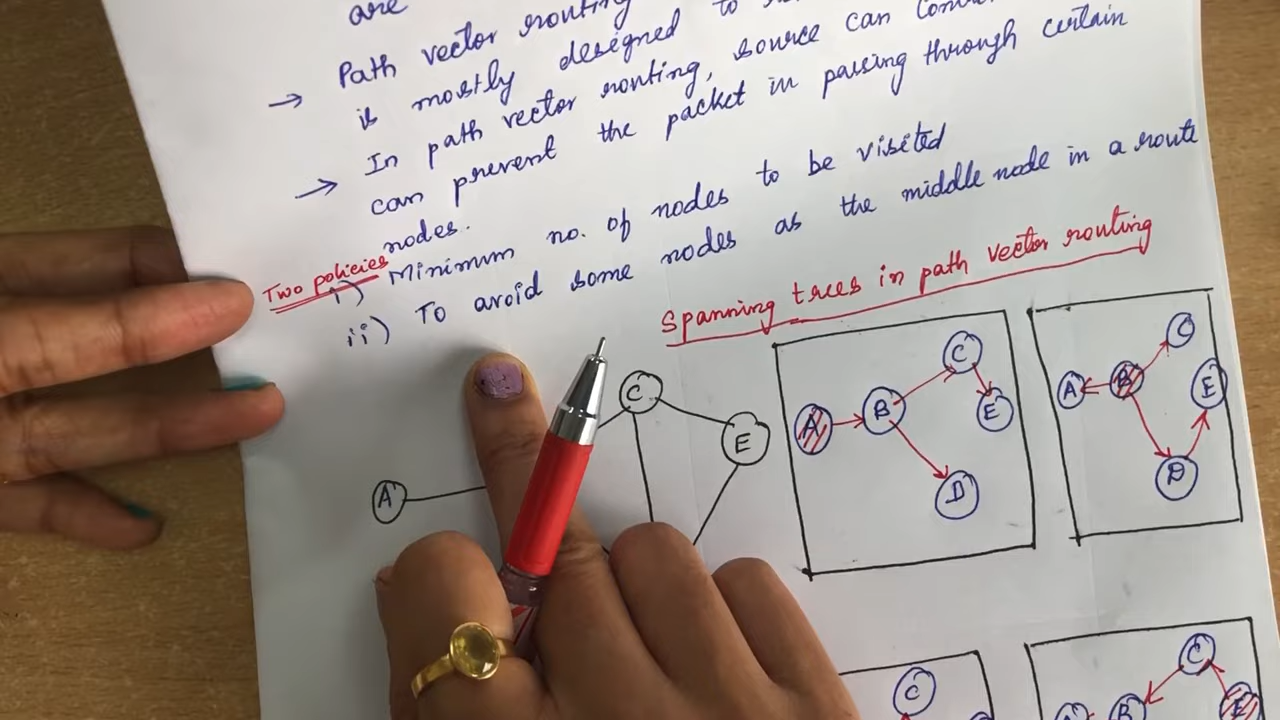 are
→ Path vector routing
is mostly designed to
→ In path vector routing, source can
can prevent the packet in passing through certain
nodes.
Two policies
i) Minimum no. of nodes to be visited
ii) To avoid some nodes as the middle node in a route
Spanning trees in path vector routing
A
C
E
A
B
C
E
D
A
B
C
E
D
C
B
C
E